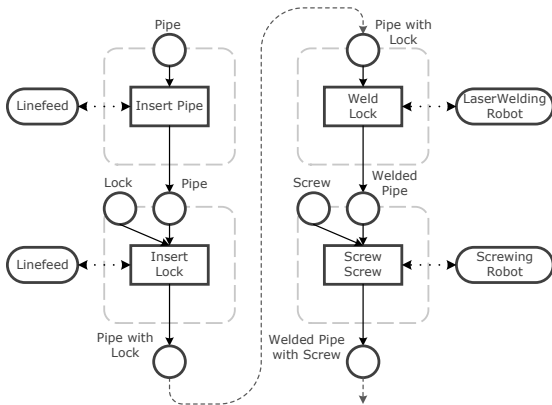 Pipe
Linefeed
Insert Pipe
Lock
Pipe
Linefeed
Insert
Lock
Pipe with
Lock
Pipe with
Lock
Weld
Lock
LaserWelding
Robot
Screw
Welded
Pipe
Screw
Screw
Screwing
Robot
Welded Pipe
with Screw